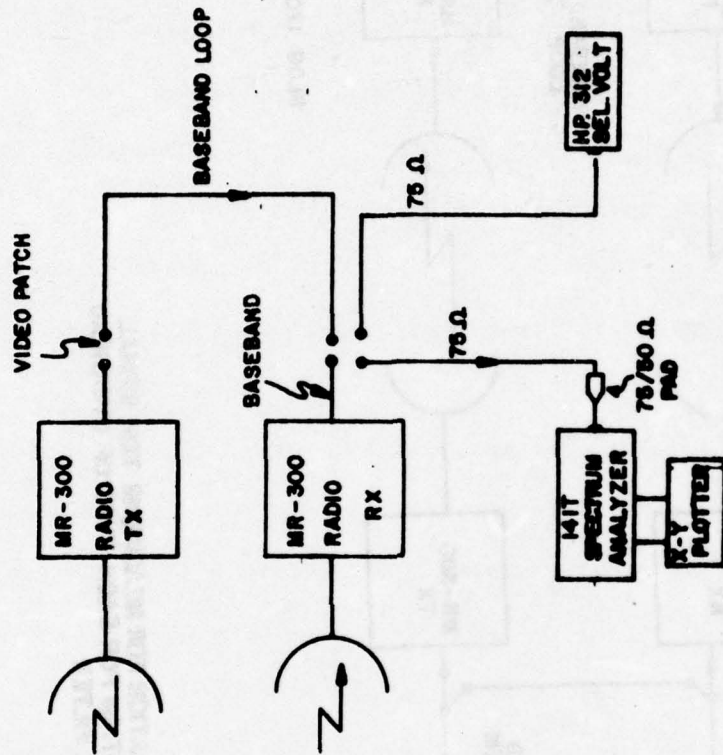 VIDEO PATCH
BASEBAND LOOP
MR-300
RADIO
TX
BASEBAND
MR-300
RADIO
RX
75 Ω
75 Ω
HP. 312
SEL. VOLT
75/50 Ω
PAD
141T
SPECTRUM
ANALYZER
X-Y
PLOTTER